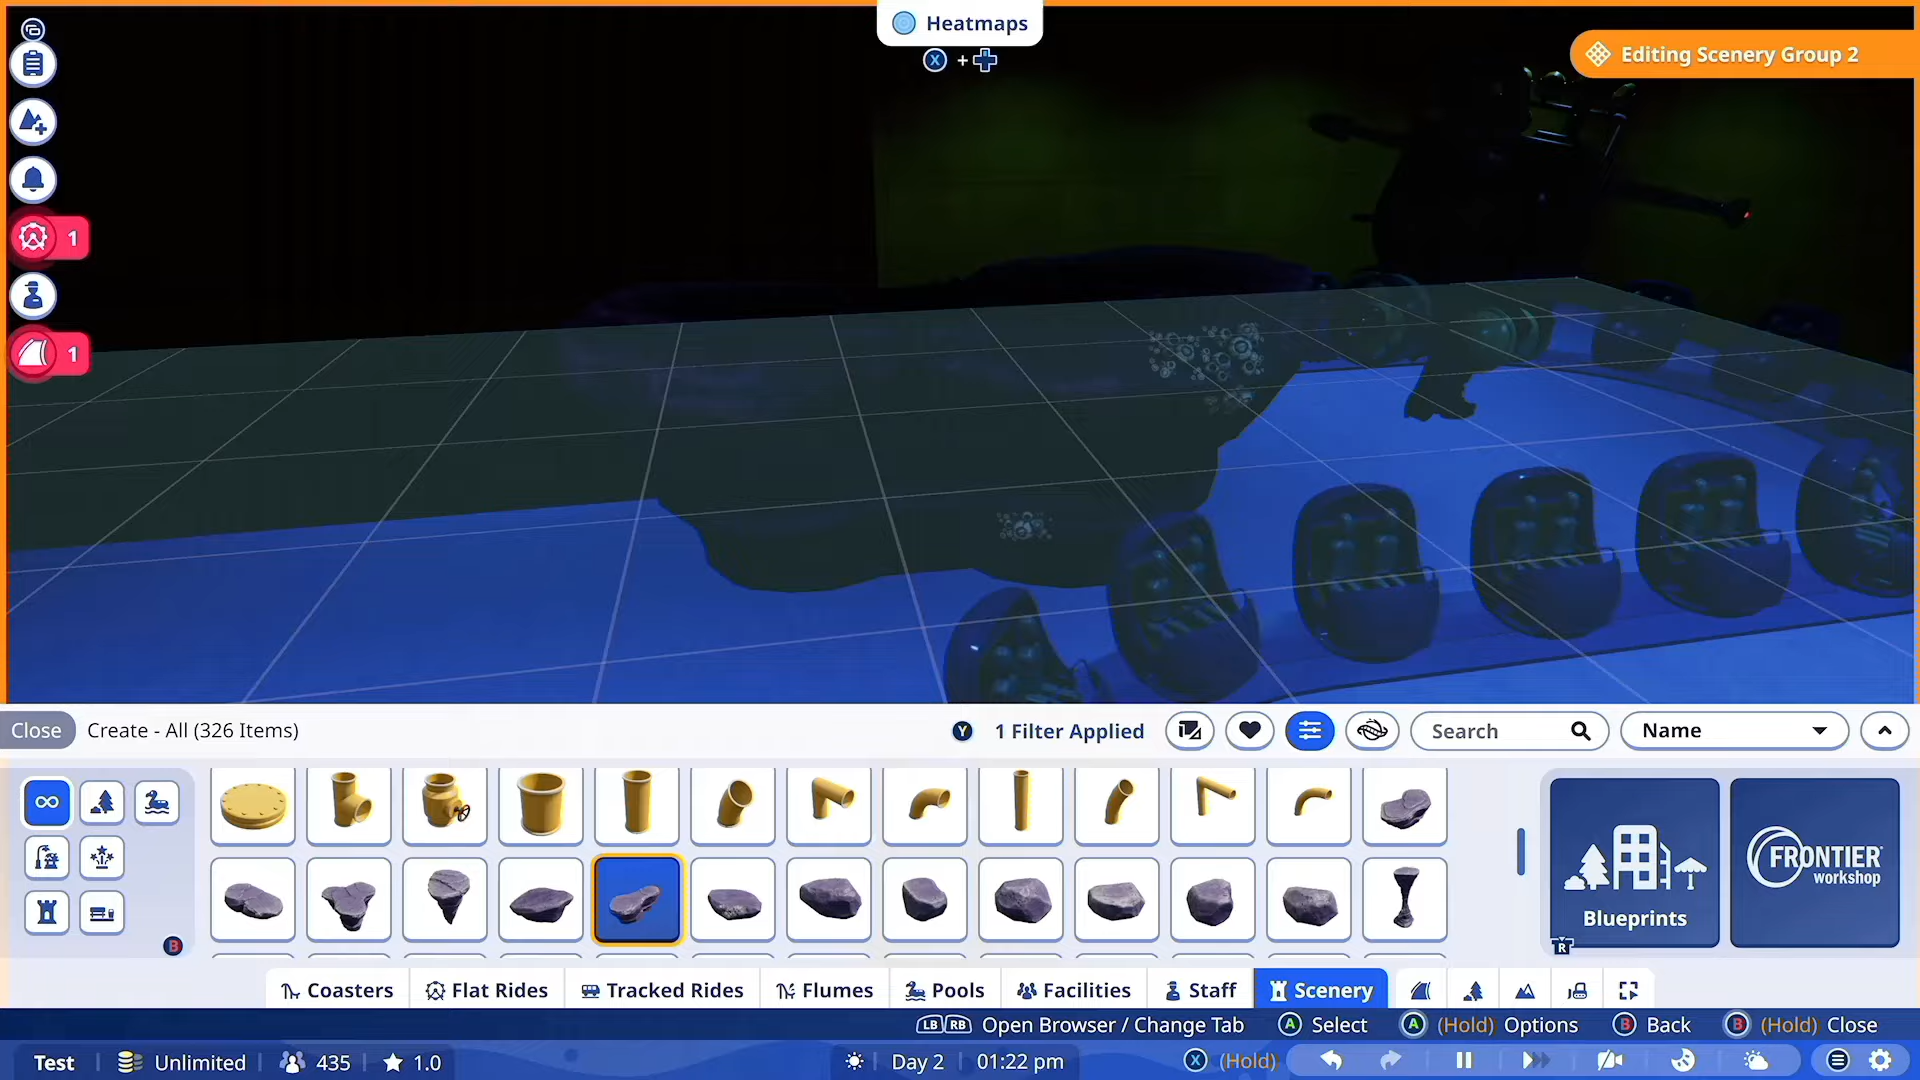 Heatmaps
X +
Editing Scenery Group 2
1
1
Close Create - All (326 Items)
Y 1 Filter Applied Search Name
Blueprints
FRONTIER
workshop
B
R
Coasters Flat Rides Tracked Rides Flumes Pools Facilities Staff Scenery
LB RB Open Browser / Change Tab A Select A (Hold) Options B Back B (Hold) Close
Test Unlimited 435 1.0 Day 2 01:22 pm X (Hold)